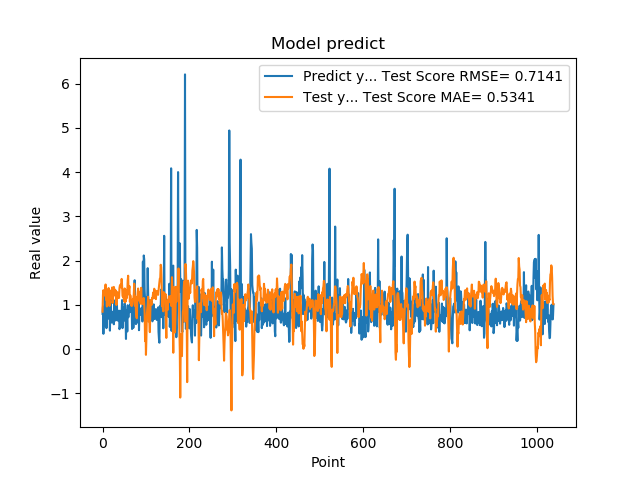 Model predict
Predict y... Test Score RMSE= 0.7141
Test y... Test Score MAE= 0.5341
6
5
4
3
2
1
0
−1
Real value
0 200 400 600 800 1000
Point